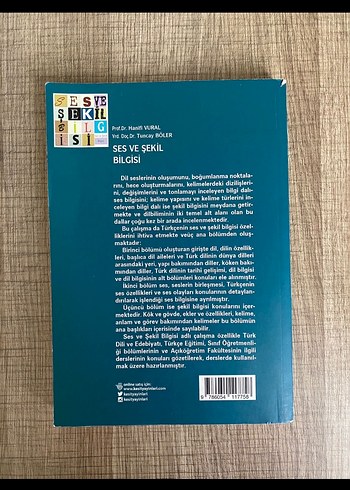 SES VE
ŞEKİL
BİLG
İSİ
Prof.Dr. Hanifi VURAL
Yrd. Doç. Dr. Tuncay BÖLER
SES VE ŞEKİL
BİLGİSİ
Dil seslerinin oluşumunu, boğumlanma noktala-
rını, hece oluşturmalarını, kelimelerdeki dizilişleri-
ni, değişimlerini ve tonlamayı inceleyen bilgi dalı-
ses bilgisini; kelime yapısını ve kelime türlerini in-
celeyen bilgi dalı ise şekil bilgisini meydana getir-
mekte ve dilbiliminin iki temel alt alanı olan bu
dallar çoğu kez bir arada incelenmektedir.
Bu çalışma da Türkçenin ses ve şekil bilgisi özel-
liklerini ihtiva etmekte ve üç ana bölümden oluş-
maktadır:
Birinci bölümü oluşturan girişte dil, dilin özellik-
leri, başlıca dil aileleri ve Türk dilinin dünya dilleri
arasındaki yeri, yapı bakımından diller, köken bakı-
mından diller, Türk dilinin tarihî gelişimi, dil bilgisi
ve dil bilgisinin alt bölümleri konuları ele alınmıştır.
İkinci bölüm ses, seslerin birleşmesi, Türkçenin
ses özellikleri ve ses olayları konularının detaylan-
dırılarak işlendiği ses bilgisine ayrılmıştır.
Üçüncü bölüm ise şekil bilgisi konularını içer-
mektedir. Kök ve gövde, ekler ve özellikleri, kelime,
anlam ve görev bakımından kelimeler bu bölümün
ana başlıkları içerisinde sayılabilir.
Ses ve Şekil Bilgisi adlı çalışma özellikle Türk
Dili ve Edebiyatı, Türkçe Eğitimi, Sınıf Öğretmenli-
ği bölümlerinin ve Açıköğretim Fakültesinin ilgili
derslerinin konuları gözetilerek, derslerde kullanıl-
mak üzere hazırlanmıştır.
online satış için:
www.kesityayinlari.com
kesityayinlari
kesityayinlari
9 786054 117758